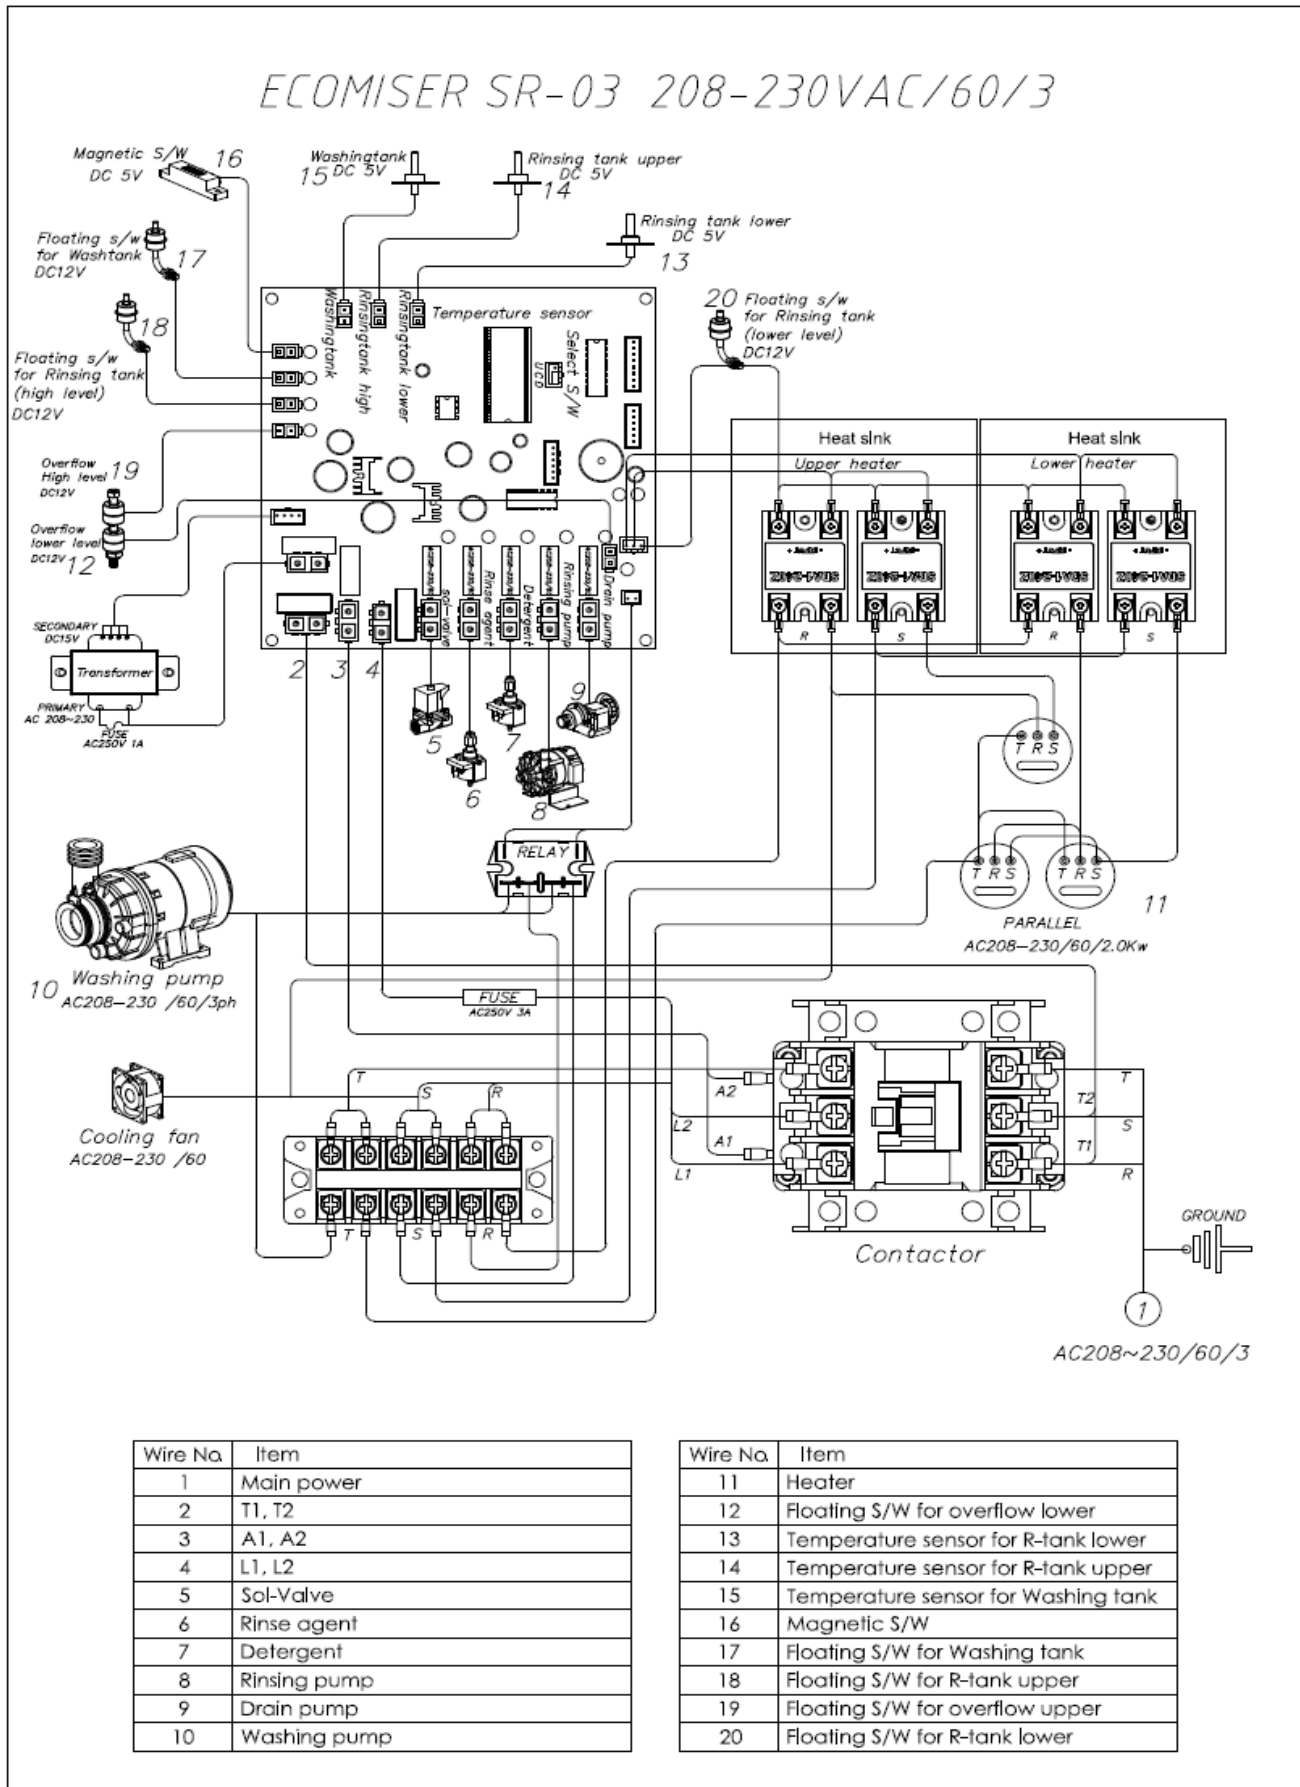 ECOMISER SR-03 208-230VAC/60/3
Magnetic S/W 16
DC 5V
Washingtank
15 DC 5V
Rinsing tank upper
DC 5V
14
Rinsing tank lower
DC 5V
13
Floating s/w
for Washtank
DC12V
17
18
Floating s/w
for Rinsing tank
(high level)
DC12V
20 Floating s/w
for Rinsing tank
(lower level)
DC12V
Washingtank
Rinsingtank high
Rinsingtank lower
Temperature sensor
Select S/W
U C D
Overflow
High level
DC12V
19
Overflow
lower level
DC12V
12
Heat sink
Upper heater
Heat sink
Lower heater
R
S
R
S
sol-valve
Rinse agent
Detergent
Rinsing pump
Drain pump
SECONDARY
DC15V
Transformer
PRIMARY
AC 208~230
FUSE
AC250V 1A
2
3
4
5
6
7
8
9
T R S
RELAY
T R S
T R S
PARALLEL
AC208-230/60/2.0Kw
11
10 Washing pump
AC208-230 /60/3ph
FUSE
AC250V 3A
Cooling fan
AC208-230 /60
T
S
R
T
S
R
A2
L2
A1
L1
T
T2
S
T1
R
Contactor
GROUND
1
AC208~230/60/3
Wire No. Item
1 Main power
2 T1, T2
3 A1, A2
4 L1, L2
5 Sol-Valve
6 Rinse agent
7 Detergent
8 Rinsing pump
9 Drain pump
10 Washing pump
Wire No. Item
11 Heater
12 Floating S/W for overflow lower
13 Temperature sensor for R-tank lower
14 Temperature sensor for R-tank upper
15 Temperature sensor for Washing tank
16 Magnetic S/W
17 Floating S/W for Washing tank
18 Floating S/W for R-tank upper
19 Floating S/W for overflow upper
20 Floating S/W for R-tank lower